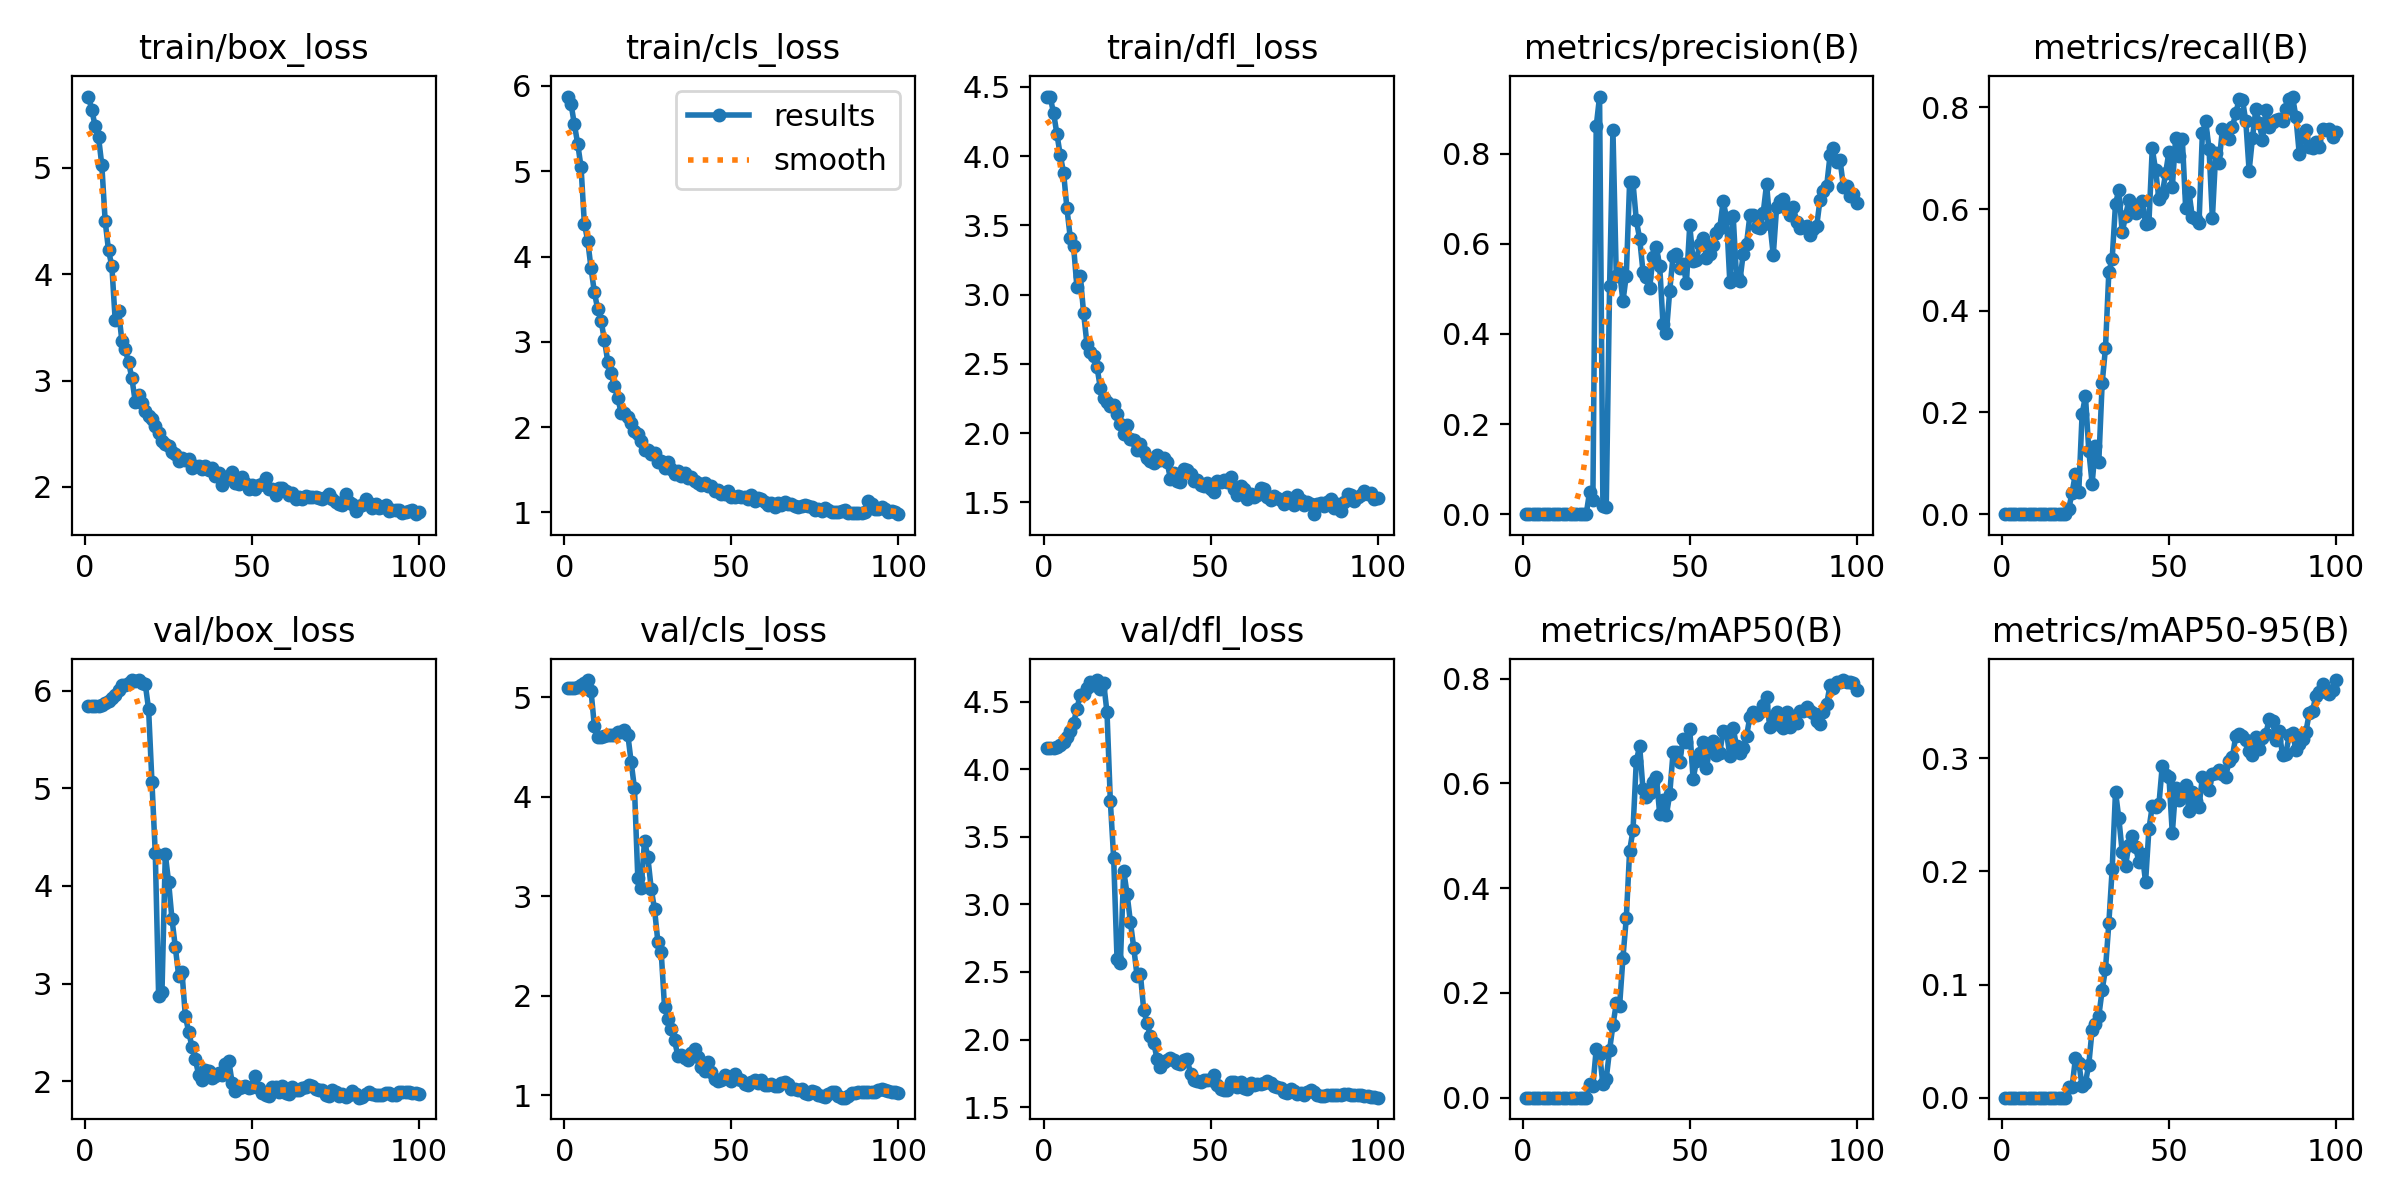 train/box_loss
5
4
3
2
0 50 100
train/cls_loss
results
smooth
6
5
4
3
2
1
0 50 100
train/dfl_loss
4.5
4.0
3.5
3.0
2.5
2.0
1.5
0 50 100
metrics/precision(B)
0.8
0.6
0.4
0.2
0.0
0 50 100
metrics/recall(B)
0.8
0.6
0.4
0.2
0.0
0 50 100
val/box_loss
6
5
4
3
2
0 50 100
val/cls_loss
5
4
3
2
1
0 50 100
val/dfl_loss
4.5
4.0
3.5
3.0
2.5
2.0
1.5
0 50 100
metrics/mAP50(B)
0.8
0.6
0.4
0.2
0.0
0 50 100
metrics/mAP50-95(B)
0.3
0.2
0.1
0.0
0 50 100